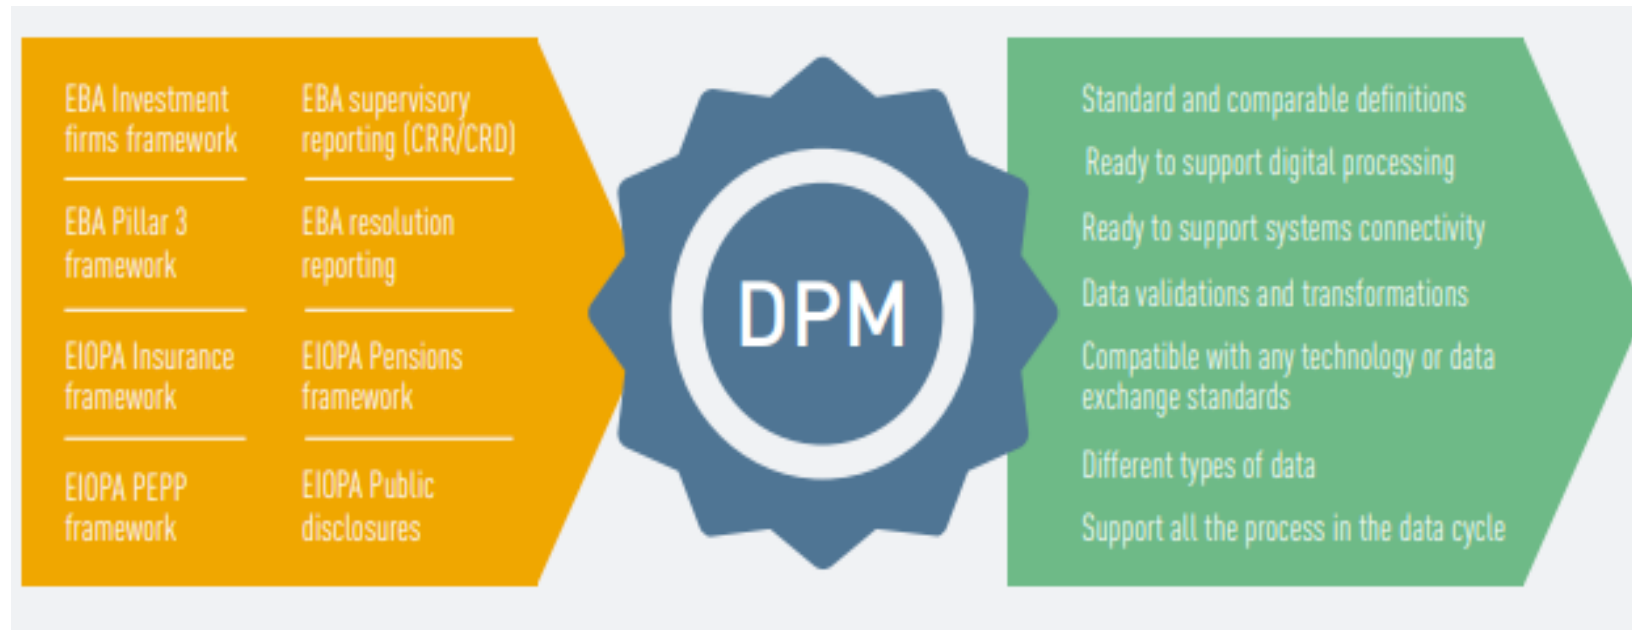 EBA Investment
firms framework
EBA supervisory
reporting (CRR/CRD)
EBA Pillar 3
framework
EBA resolution
reporting
EIOPA Insurance
framework
EIOPA Pensions
framework
EIOPA PEPP
framework
EIOPA Public
disclosures
DPM
Standard and comparable definitions
Ready to support digital processing
Ready to support systems connectivity
Data validations and transformations
Compatible with any technology or data
exchange standards
Different types of data
Support all the process in the data cycle